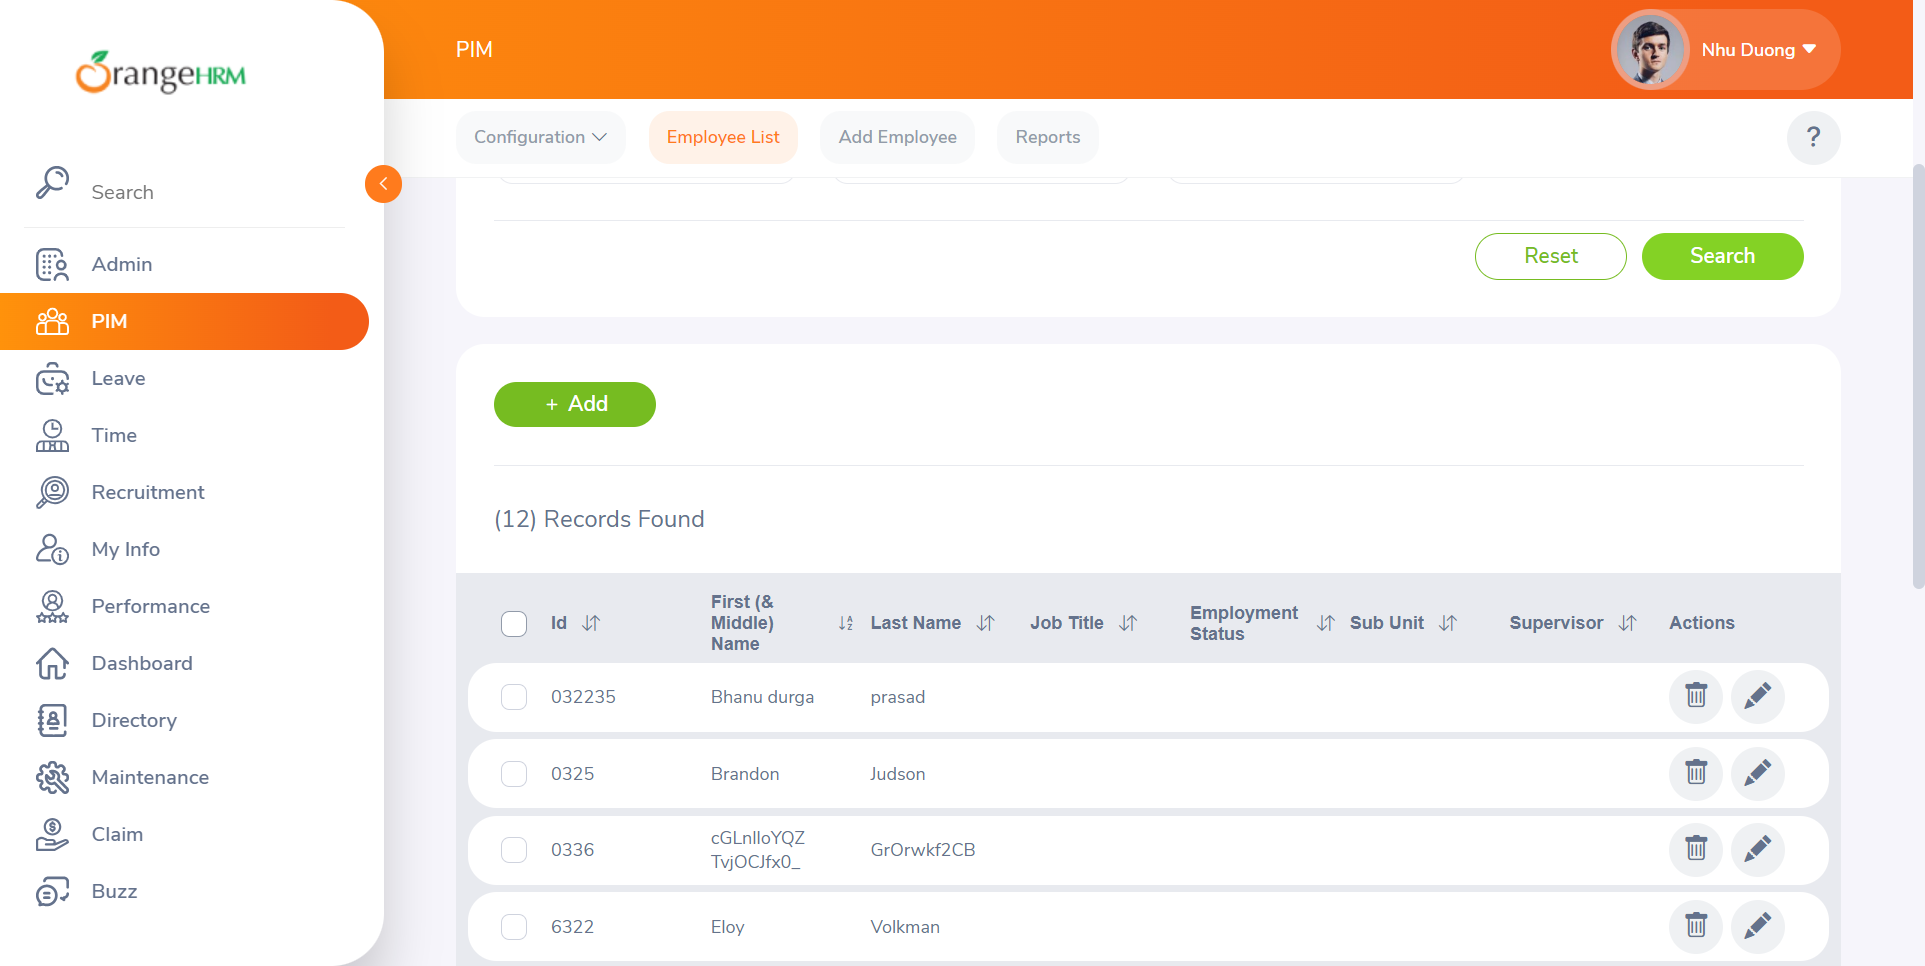 OrangeHRM
PIM
Nhu Duong
Configuration
Employee List
Add Employee
Reports
?
Search
Admin
PIM
Leave
Time
Recruitment
My Info
Performance
Dashboard
Directory
Maintenance
Claim
Buzz
Reset
Search
+ Add
(12) Records Found
Id
First (& Middle) Name
Last Name
Job Title
Employment Status
Sub Unit
Supervisor
Actions
032235 Bhanu durga prasad
0325 Brandon Judson
0336 cGLnlloYQZ TvjOCJfx0_ GrOrwkf2CB
6322 Eloy Volkman